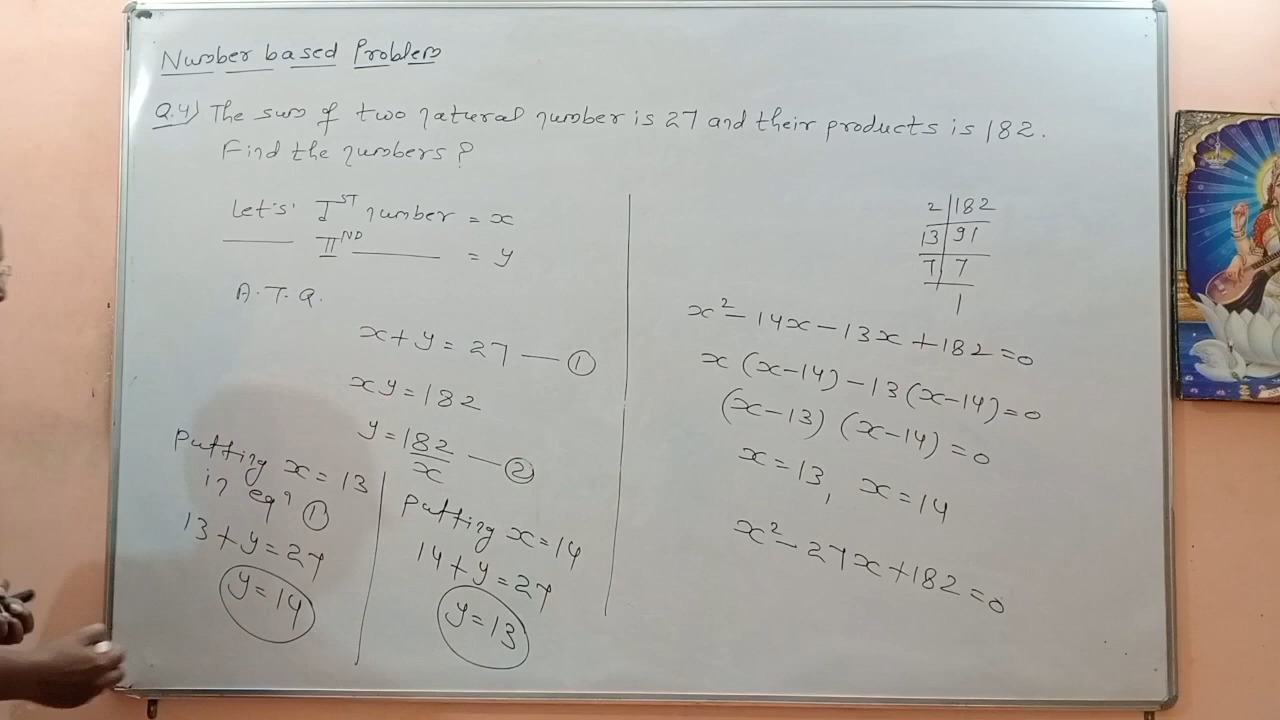 Number based Problem
Q.4) The sum of two natural number is 27 and their products is 182.
Find the numbers?
Let's' Iˢᵀ number = x
IIᴺᴰ = y
A.T.Q.
x + y = 27 — ①
xy = 182
y = 182/x — ②
Putting x = 13
in eqⁿ ①
13 + y = 27
y = 14
Putting x = 14
14 + y = 27
y = 13
2 | 182
13 | 91
7 | 7
1
x² - 14x - 13x + 182 = 0
x (x-14) - 13 (x-14) = 0
(x-13) (x-14) = 0
x = 13, x = 14
x² - 27x + 182 = 0